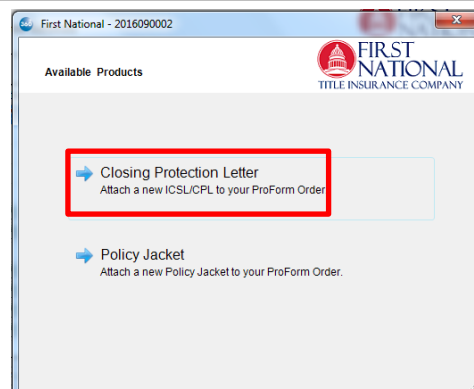 First National - 2016090002
Available Products
FIRST
NATIONAL
TITLE INSURANCE COMPANY
Closing Protection Letter
Attach a new ICSL/CPL to your ProForm Order
Policy Jacket
Attach a new Policy Jacket to your ProForm Order.